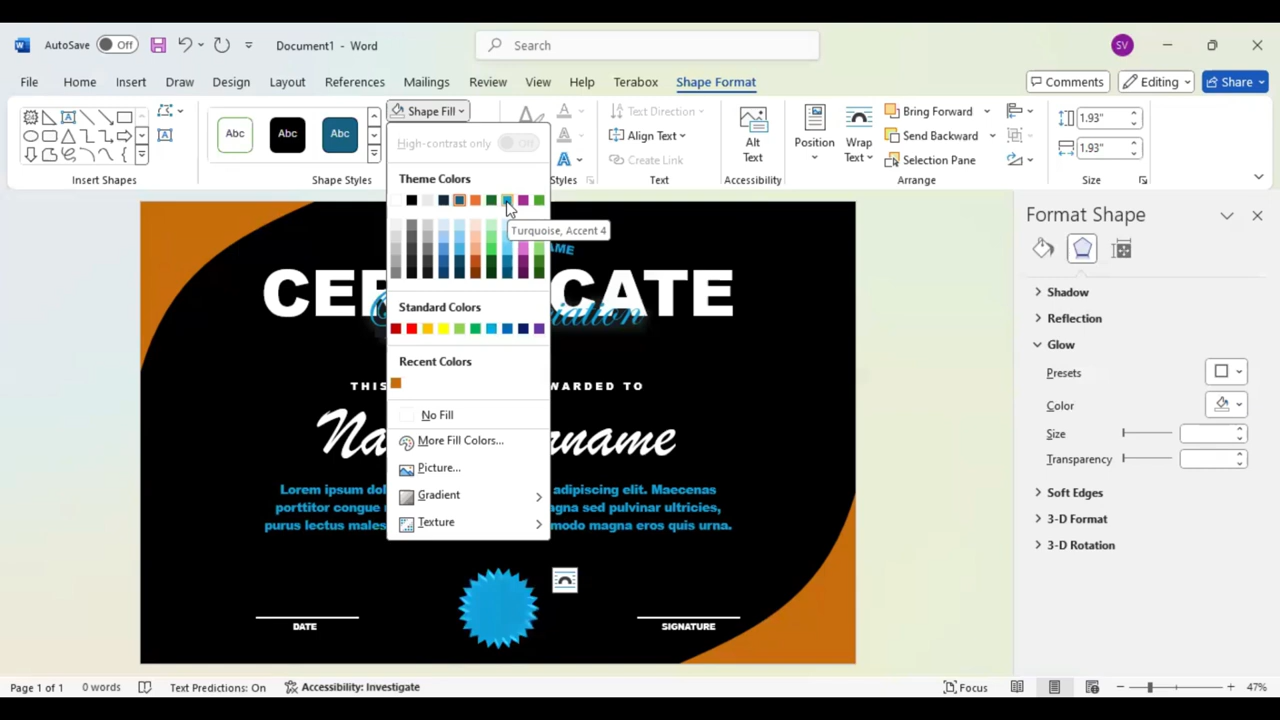 AutoSave Off Document1 - Word Search SV
File Home Insert Draw Design Layout References Mailings Review View Help Terabox Shape Format Comments Editing Share
Abc Abc Abc
Shape Fill
Text Direction
Align Text
Create Link
Alt
Text
Position
Wrap
Text
Bring Forward
Send Backward
Selection Pane
1.93"
1.93"
Insert Shapes Shape Styles Styles Text Accessibility Arrange Size
High-contrast only
Theme Colors
Turquoise, Accent 4
Standard Colors
Recent Colors
No Fill
More Fill Colors...
Picture...
Gradient
Texture
AME
CER ICATE
iation
THIS WARDED TO
Na rname
Lorem ipsum dol adipiscing elit. Maecenas
porttitor congue magna sed pulvinar ultricies,
purus lectus males modo magna eros quis urna.
DATE
SIGNATURE
Format Shape
Shadow
Reflection
Glow
Presets
Color
Size
Transparency
Soft Edges
3-D Format
3-D Rotation
Page 1 of 1 0 words Text Predictions: On Accessibility: Investigate Focus 47%